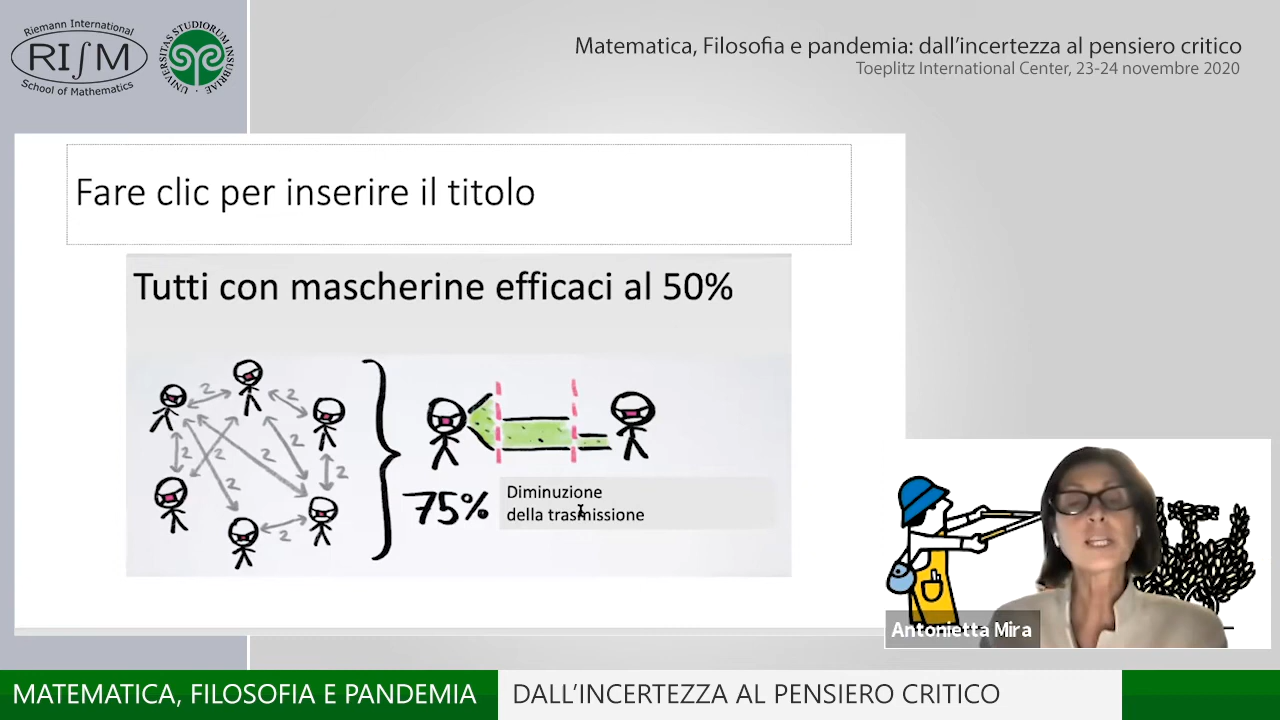 Riemann International
RI∫M
School of Mathematics
UNIVERSITAS STUDIORUM INSUBRIAE
Matematica, Filosofia e pandemia: dall'incertezza al pensiero critico
Toeplitz International Center, 23-24 novembre 2020
Fare clic per inserire il titolo
Tutti con mascherine efficaci al 50%
2
2
2
2
2
2
2
2
2
75%
Diminuzione
della trasmissione
Antonietta Mira
MATEMATICA, FILOSOFIA E PANDEMIA
DALL'INCERTEZZA AL PENSIERO CRITICO